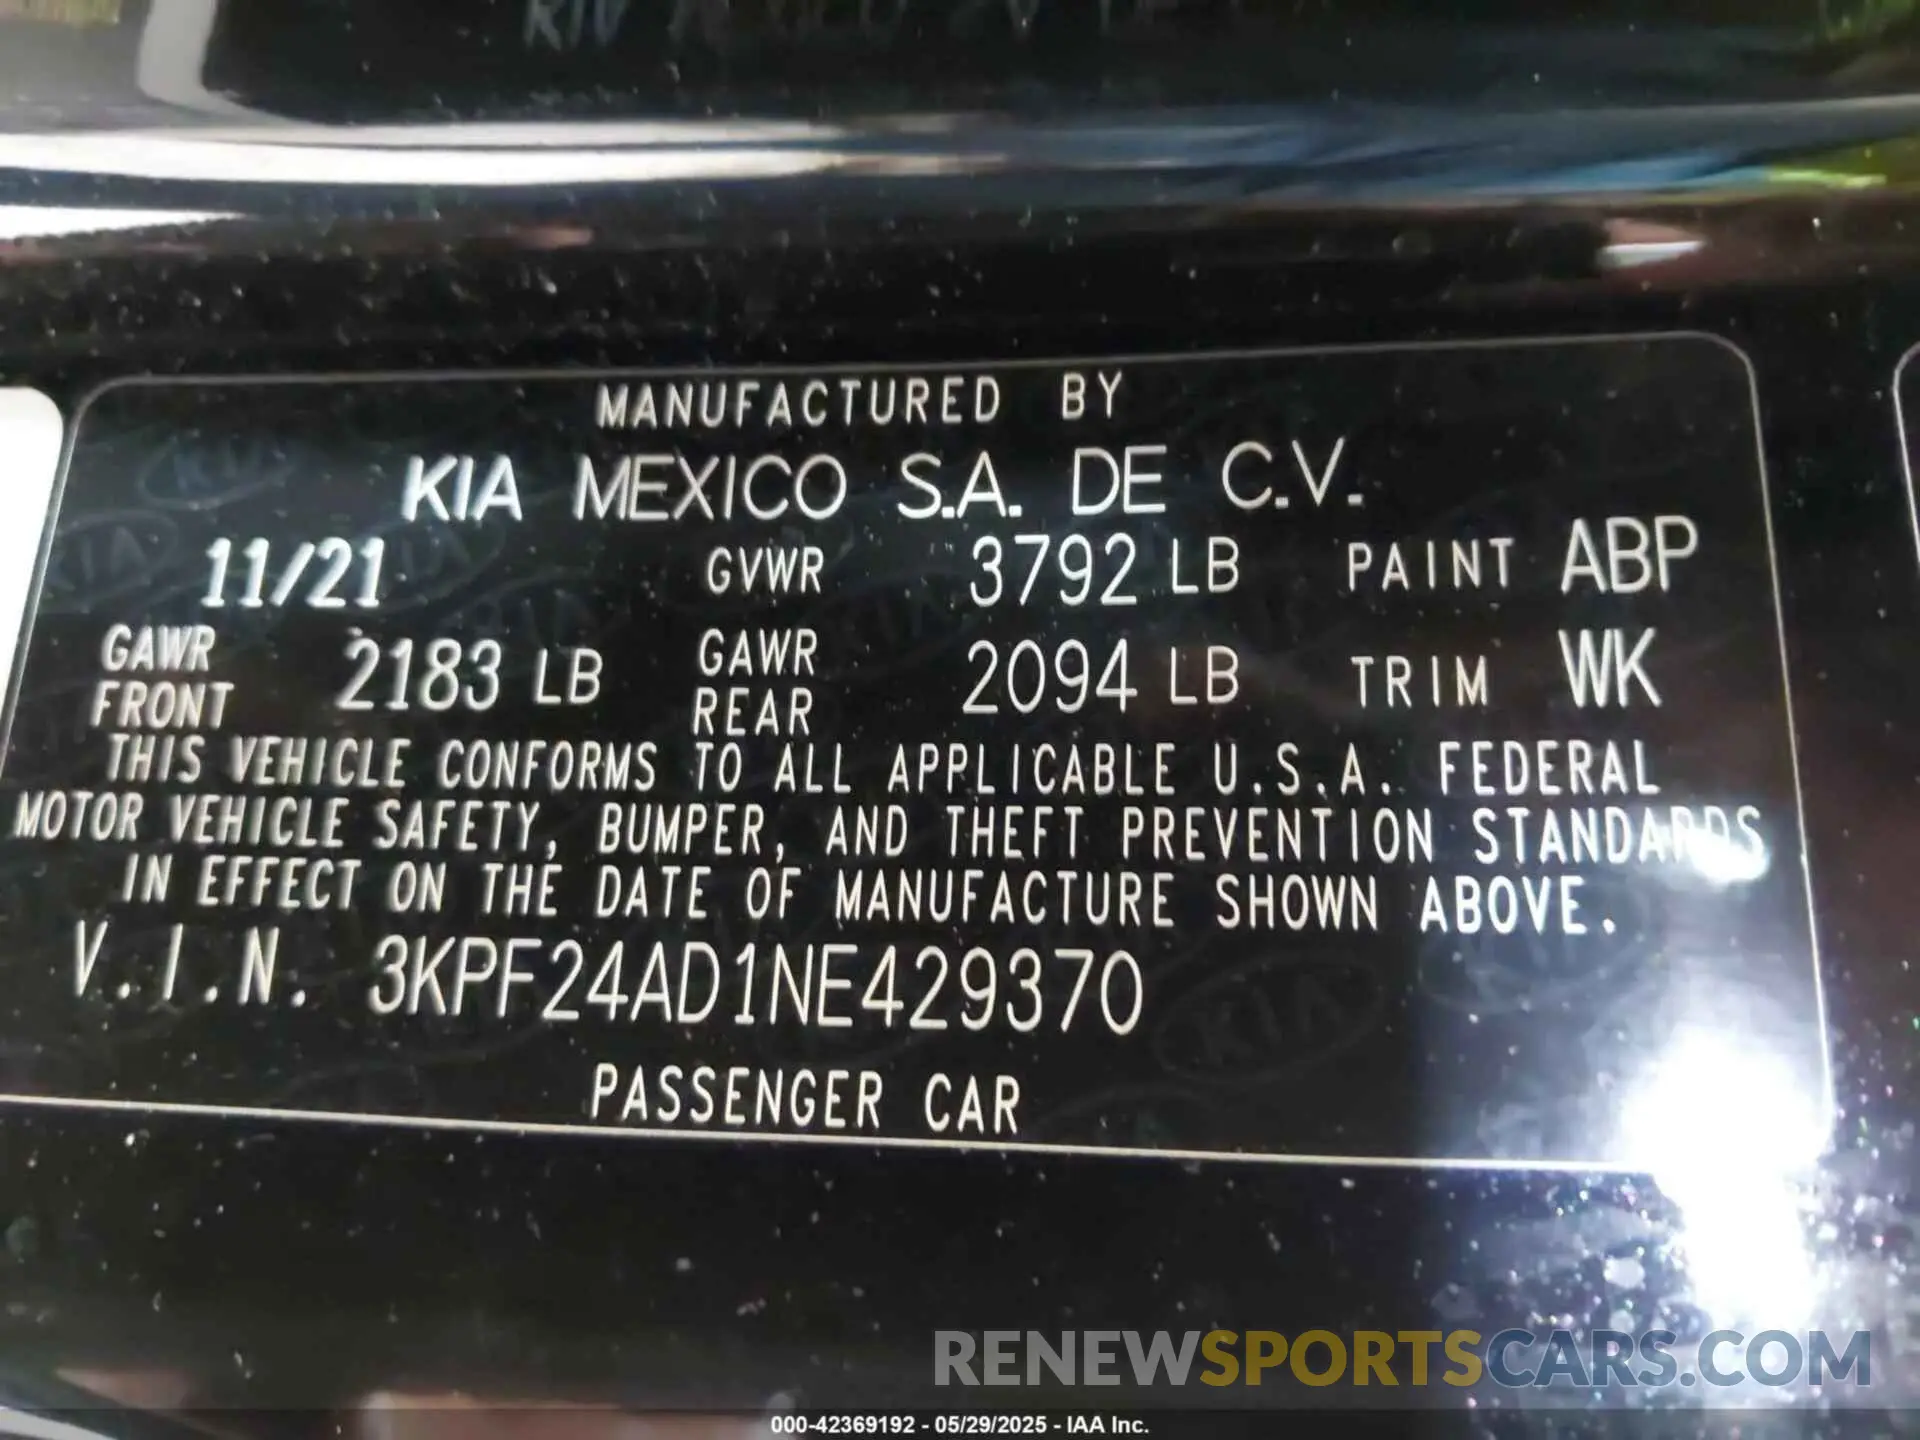 MANUFACTURED BY
KIA MEXICO S.A. DE C.V.
11/21 GVWR 3792 LB PAINT ABP
GAWR FRONT 2183 LB GAWR REAR 2094 LB TRIM WK
THIS VEHICLE CONFORMS TO ALL APPLICABLE U.S.A. FEDERAL
MOTOR VEHICLE SAFETY, BUMPER, AND THEFT PREVENTION STANDARDS
IN EFFECT ON THE DATE OF MANUFACTURE SHOWN ABOVE.
V.I.N. 3KPF24AD1NE429370
PASSENGER CAR
RENEWSPORTSCARS.COM
000-42369192 - 05/29/2025 - IAA Inc.